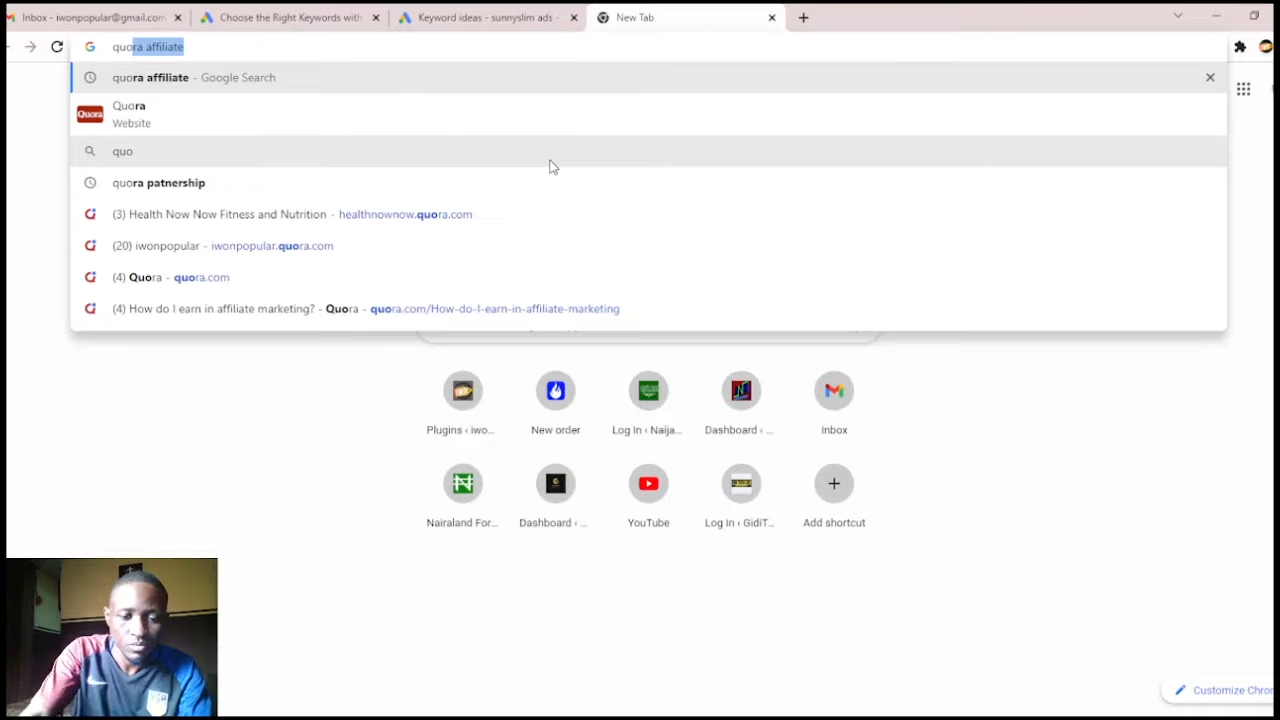 Inbox - iwonpopular@gmail.com
Choose the Right Keywords with
Keyword ideas - sunnyslim ads -
New Tab
quora affiliate
quora affiliate - Google Search
Quora
Quora
Website
quo
quora patnership
(3) Health Now Now Fitness and Nutrition - healthnownow.quora.com
(20) iwonpopular - iwonpopular.quora.com
(4) Quora - quora.com
(4) How do I earn in affiliate marketing? - Quora - quora.com/How-do-I-earn-in-affiliate-marketing
Plugins ‹ iwo...
New order
Log In ‹ Naija...
Dashboard ‹ ...
Inbox
Nairaland For...
Dashboard ‹ ...
YouTube
Log In ‹ GidiT...
Add shortcut
Customize Chro